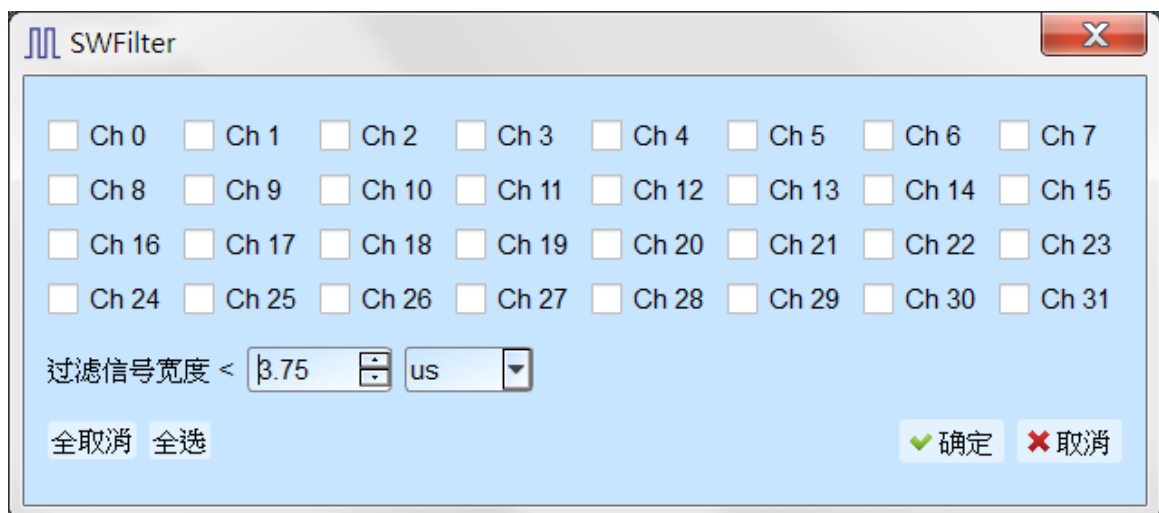 SWFilter
Ch 0 Ch 1 Ch 2 Ch 3 Ch 4 Ch 5 Ch 6 Ch 7
Ch 8 Ch 9 Ch 10 Ch 11 Ch 12 Ch 13 Ch 14 Ch 15
Ch 16 Ch 17 Ch 18 Ch 19 Ch 20 Ch 21 Ch 22 Ch 23
Ch 24 Ch 25 Ch 26 Ch 27 Ch 28 Ch 29 Ch 30 Ch 31
过滤信号宽度 < 3.75 us
全取消 全选 确定 取消